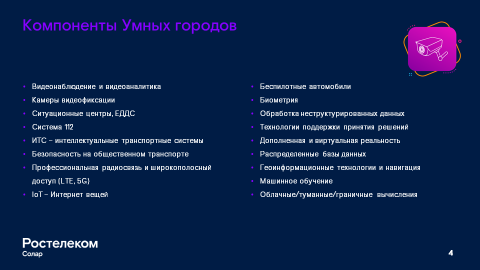 Компоненты Умных городов
Видеонаблюдение и видеоаналитика
Камеры видеофиксации
Ситуационные центры, ЕДДС
Система 112
ИТС – интеллектуальные транспортные системы
Безопасность на общественном транспорте
Профессиональная радиосвязь и широкополосный
доступ (LTE, 5G)
IoT – Интернет вещей
Беспилотные автомобили
Биометрия
Обработка неструктурированных данных
Технологии поддержки принятия решений
Дополненная и виртуальная реальность
Распределенные базы данных
Геоинформационные технологии и навигация
Машинное обучение
Облачные/туманные/граничные вычисления
Ростелеком
Солар
4